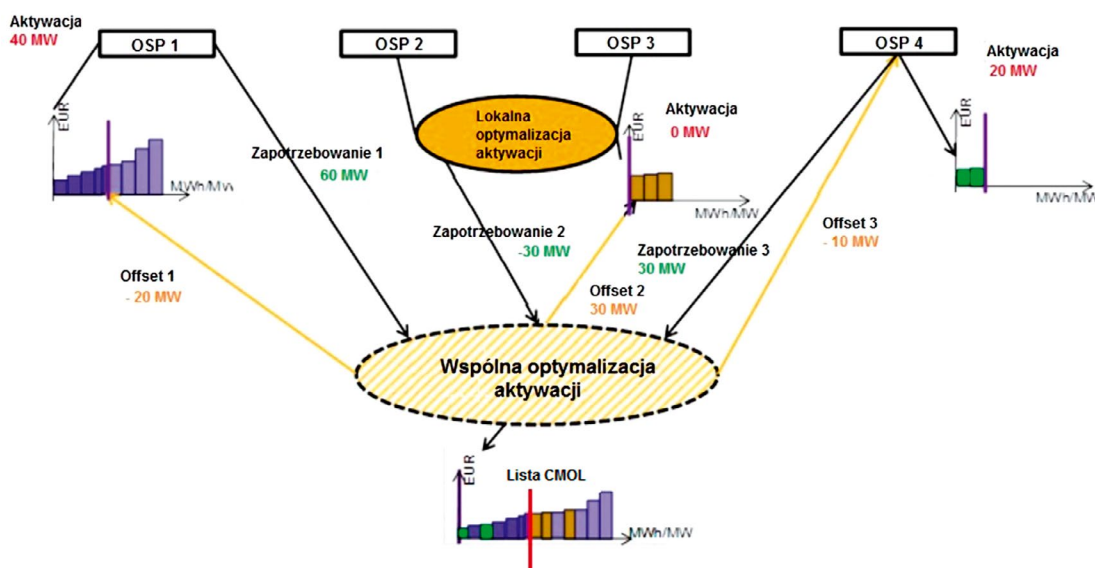 Aktywacja
40 MW
OSP 1
OSP 2
OSP 3
OSP 4
Aktywacja
20 MW
EUR
MWh/MW
Lokalna
optymalizacja
aktywacji
Aktywacja
0 MW
EUR
MWh/MW
EUR
MWh/MW
Zapotrzebowanie 1
60 MW
Zapotrzebowanie 2
-30 MW
Zapotrzebowanie 3
30 MW
Offset 3
- 10 MW
Offset 1
- 20 MW
Offset 2
30 MW
Wspólna optymalizacja
aktywacji
Lista CMOL
EUR
MWh/MW